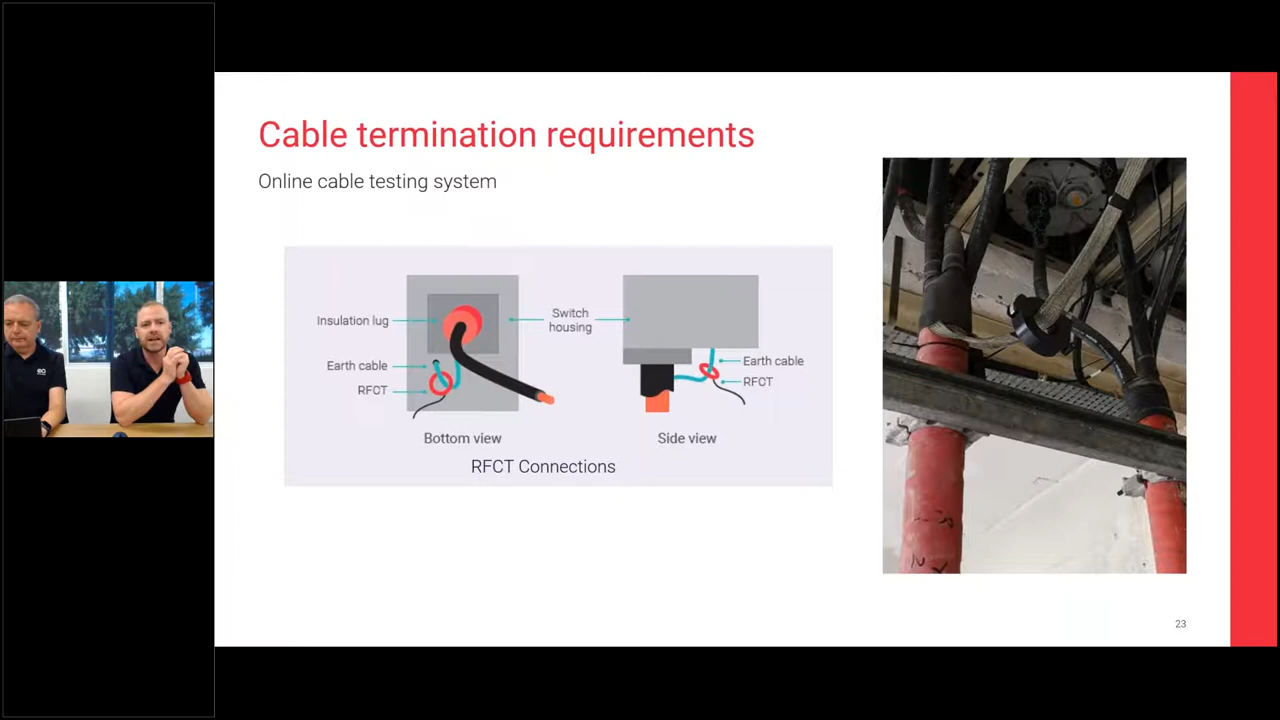 Cable termination requirements
Online cable testing system
Insulation lug
Earth cable
RFCT
Switch
housing
Earth cable
RFCT
Bottom view
Side view
RFCT Connections
23